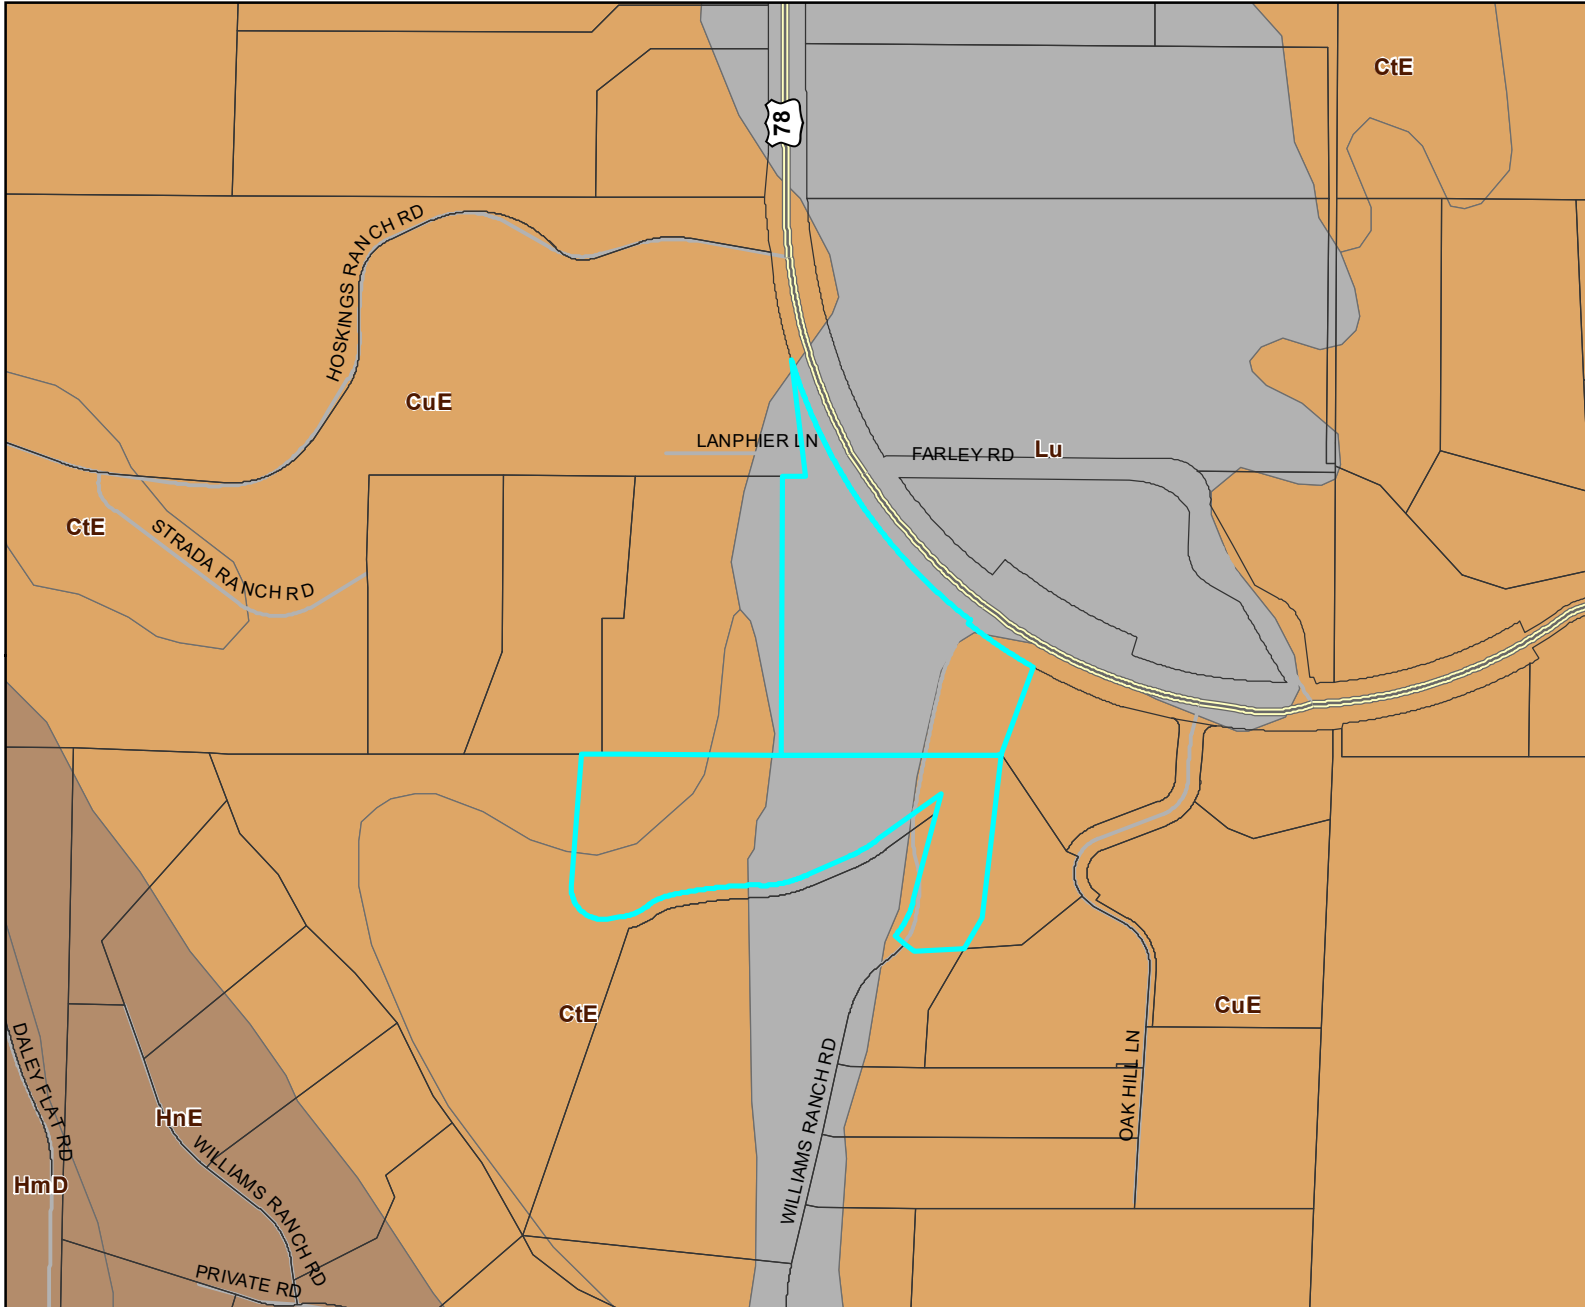 CtE
78
HOSKINGS RANCH RD
CuE
LANPHIER LN
FARLEY RD
Lu
CtE
STRADA RANCH RD
CtE
CuE
DALEY FLAT RD
HnE
WILLIAMS RANCH RD
OAK HILL LN
WILLIAMS RANCH RD
HmD
PRIVATE RD